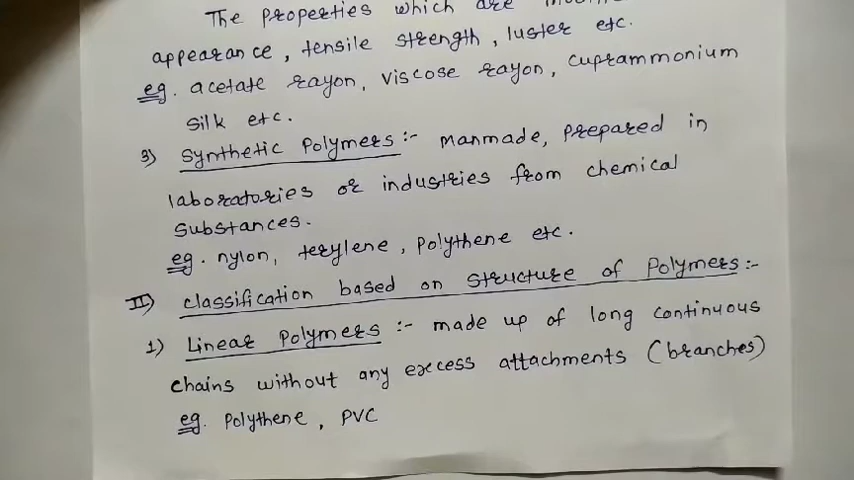 The properties which are
appearance, tensile strength, luster etc.
eg. acetate rayon, viscose rayon, cuprammonium
silk etc.
3) Synthetic Polymers :- Manmade, prepared in
laboratories or industries from chemical
substances.
eg. nylon, terylene, polythene etc.
II) classification based on structure of Polymers :-
1) Linear Polymers :- made up of long continuous
chains without any excess attachments (branches)
eg. Polythene, PVC